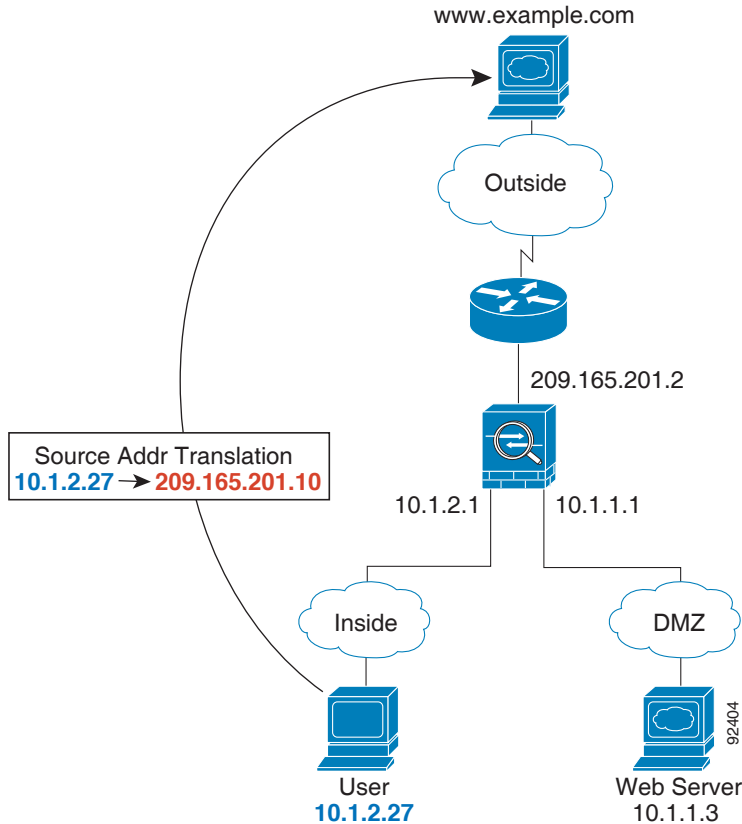 www.example.com
Outside
209.165.201.2
Source Addr Translation
10.1.2.27 → 209.165.201.10
10.1.2.1
10.1.1.1
Inside
DMZ
92404
User
10.1.2.27
Web Server
10.1.1.3